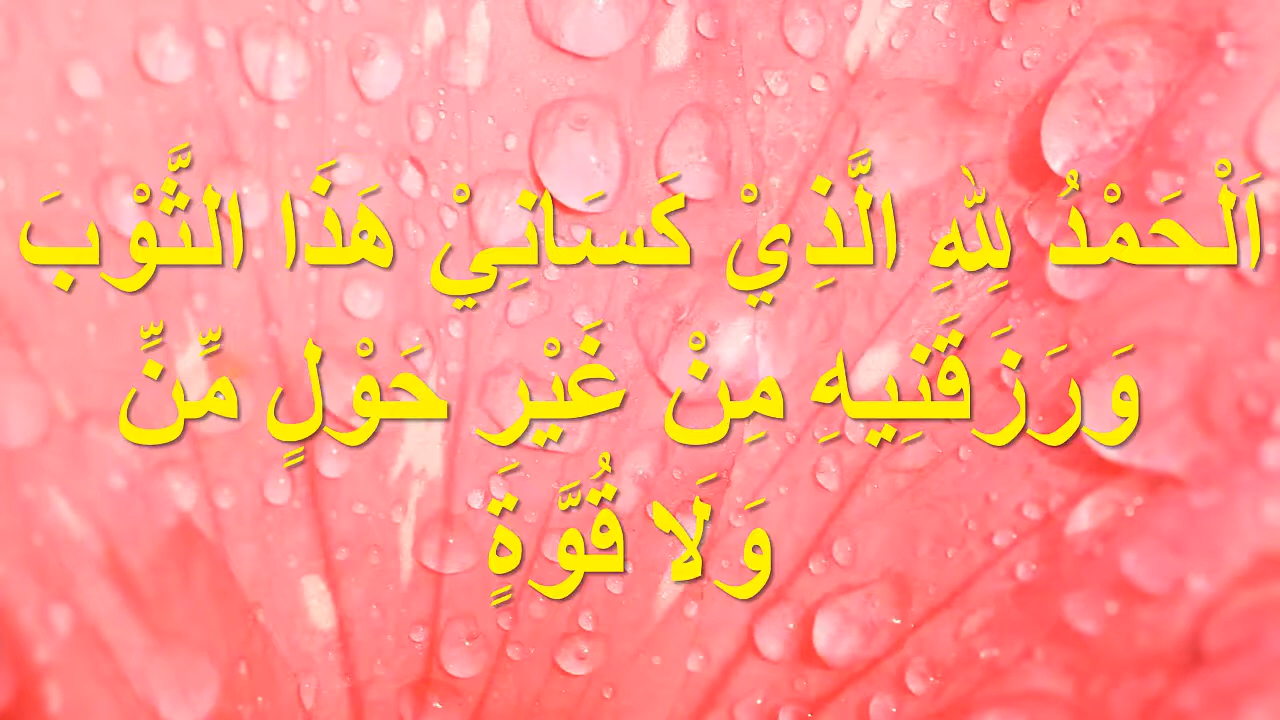 اَلْحَمْدُ لِلّٰهِ الَّذِيْ كَسَانِيْ هَذَا الثَّوْبَ
وَرَزَقَنِيهِ مِنْ غَيْرِ حَوْلٍ مِّنِّ
وَلَا قُوَّةٍ